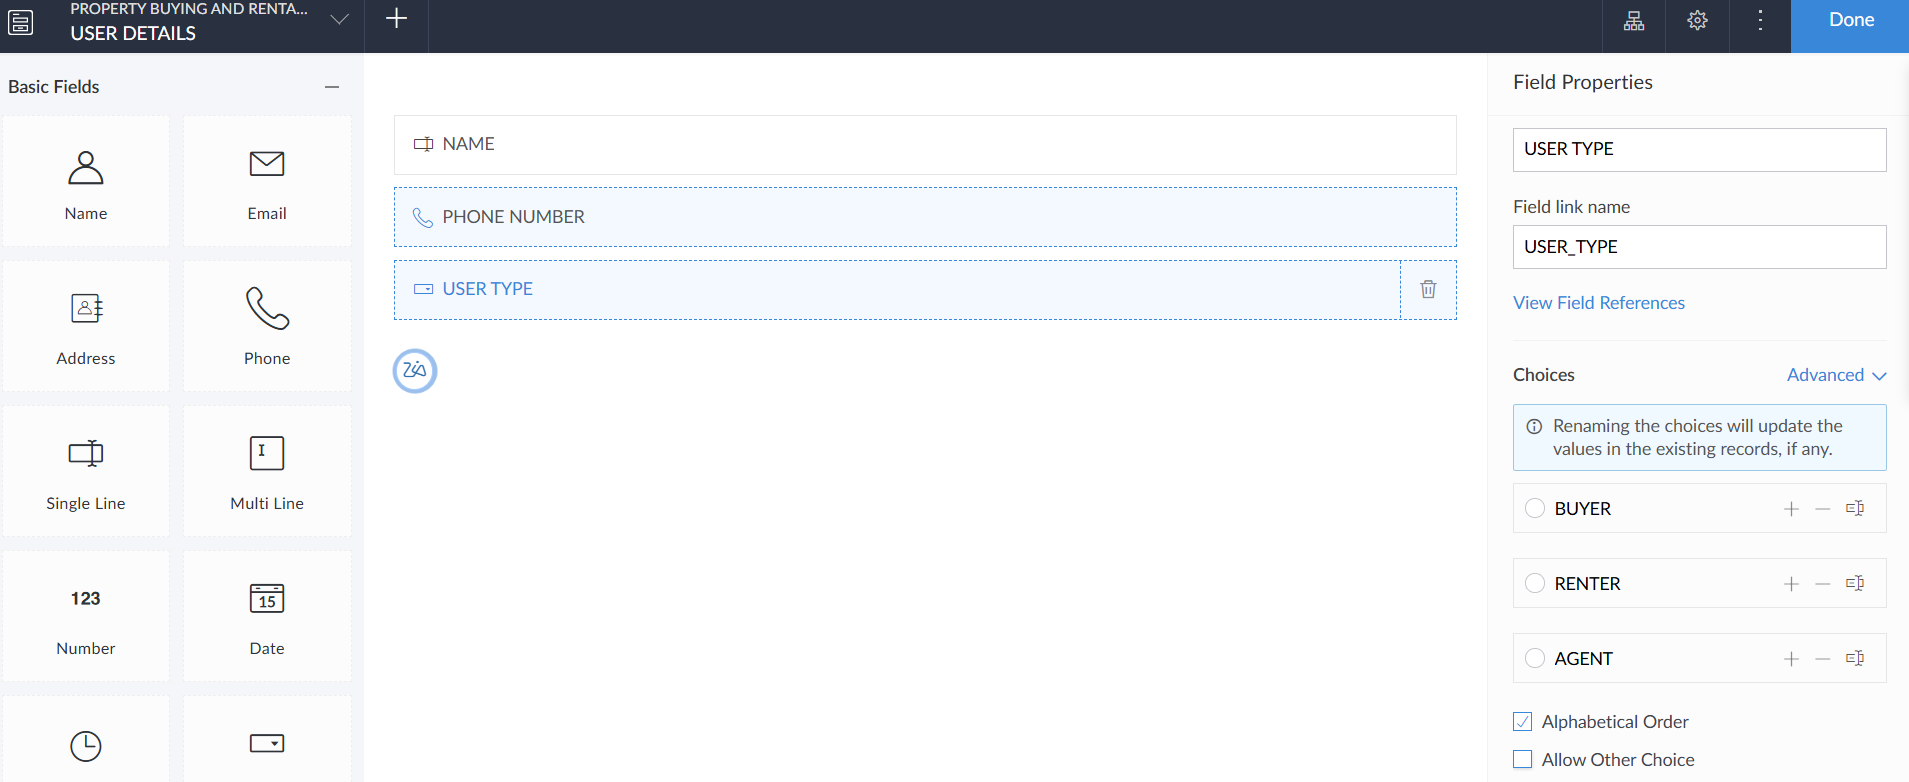 PROPERTY BUYING AND RENTA...
USER DETAILS
Done
Basic Fields
Name
Email
Address
Phone
Single Line
Multi Line
123
Number
15
Date
NAME
PHONE NUMBER
USER TYPE
Zia
Field Properties
USER TYPE
Field link name
USER_TYPE
View Field References
Choices
Advanced
Renaming the choices will update the
values in the existing records, if any.
BUYER
RENTER
AGENT
Alphabetical Order
Allow Other Choice